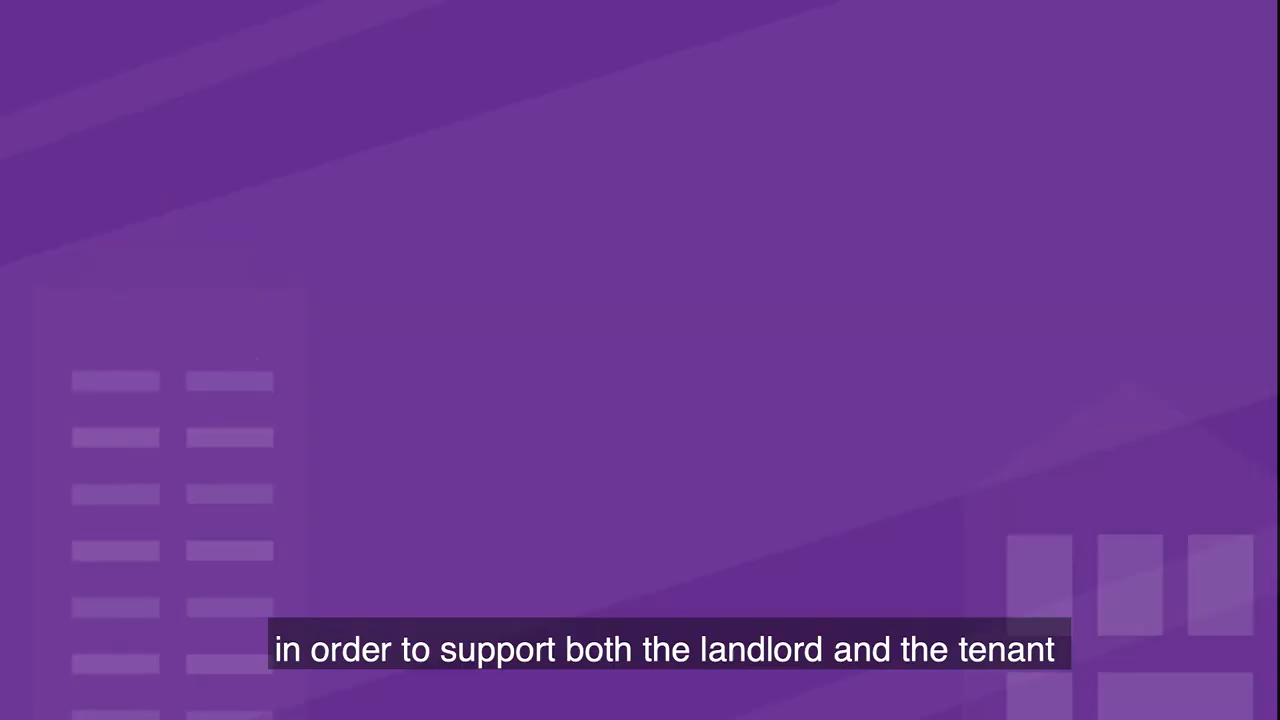 in order to support both the landlord and the tenant